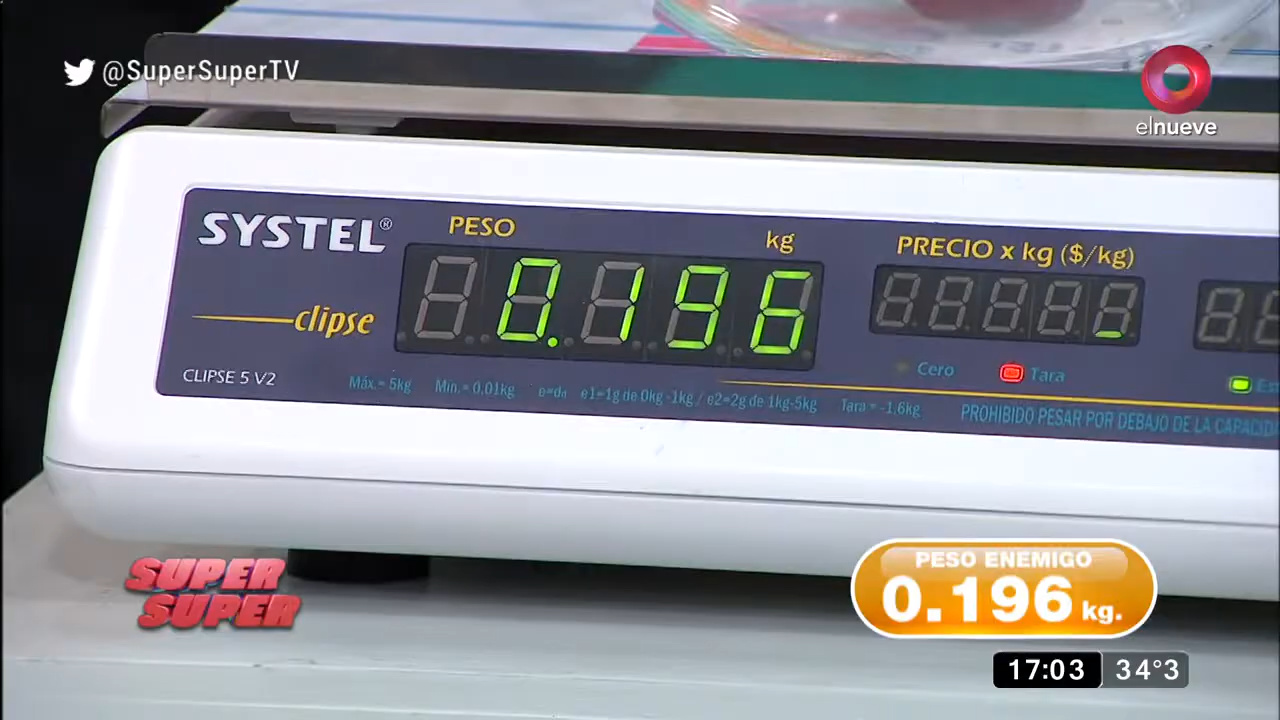 @SuperSuperTV
elnueve
SYSTEL®
PESO
kg
PRECIO x kg ($/kg)
0.196
clipse
Cero
Tara
CLIPSE 5 V2
Máx.= 5kg
Mín.= 0.01kg
e=dd
e1=1g de 0kg-1kg / e2=2g de 1kg-5kg
Tara = -1,6kg
PROHIBIDO PESAR POR DEBAJO DE LA
SUPER
SUPER
PESO ENEMIGO
0.196 kg.
17:03 34°3